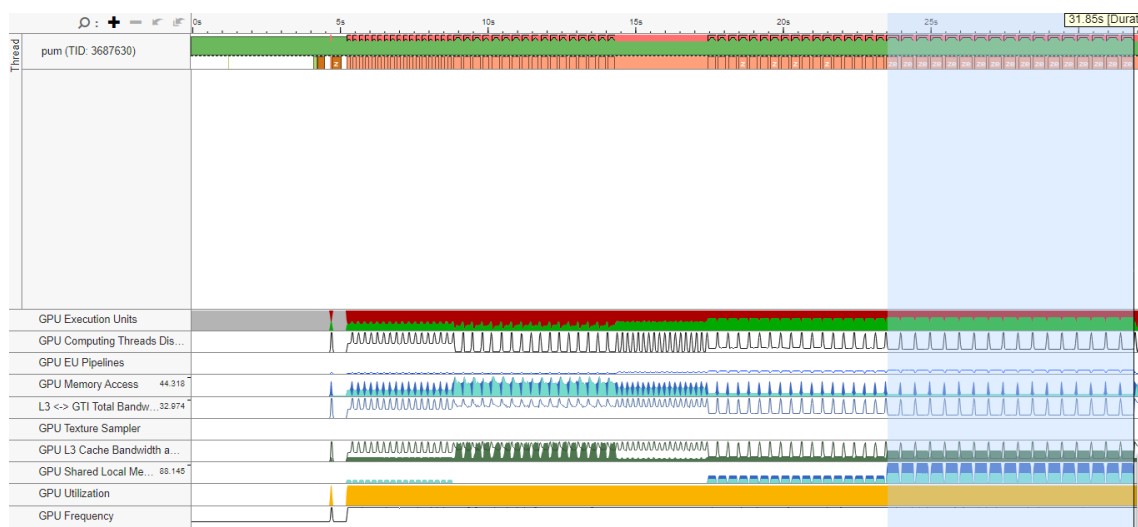 0s 5s 10s 15s 20s 25s 31.85s [Durat
Thread
pum (TID: 3687630)
GPU Execution Units
GPU Computing Threads Dis...
GPU EU Pipelines
GPU Memory Access 44.318
L3 <-> GTI Total Bandw... 32.974
GPU Texture Sampler
GPU L3 Cache Bandwidth a...
GPU Shared Local Me... 88.145
GPU Utilization
GPU Frequency